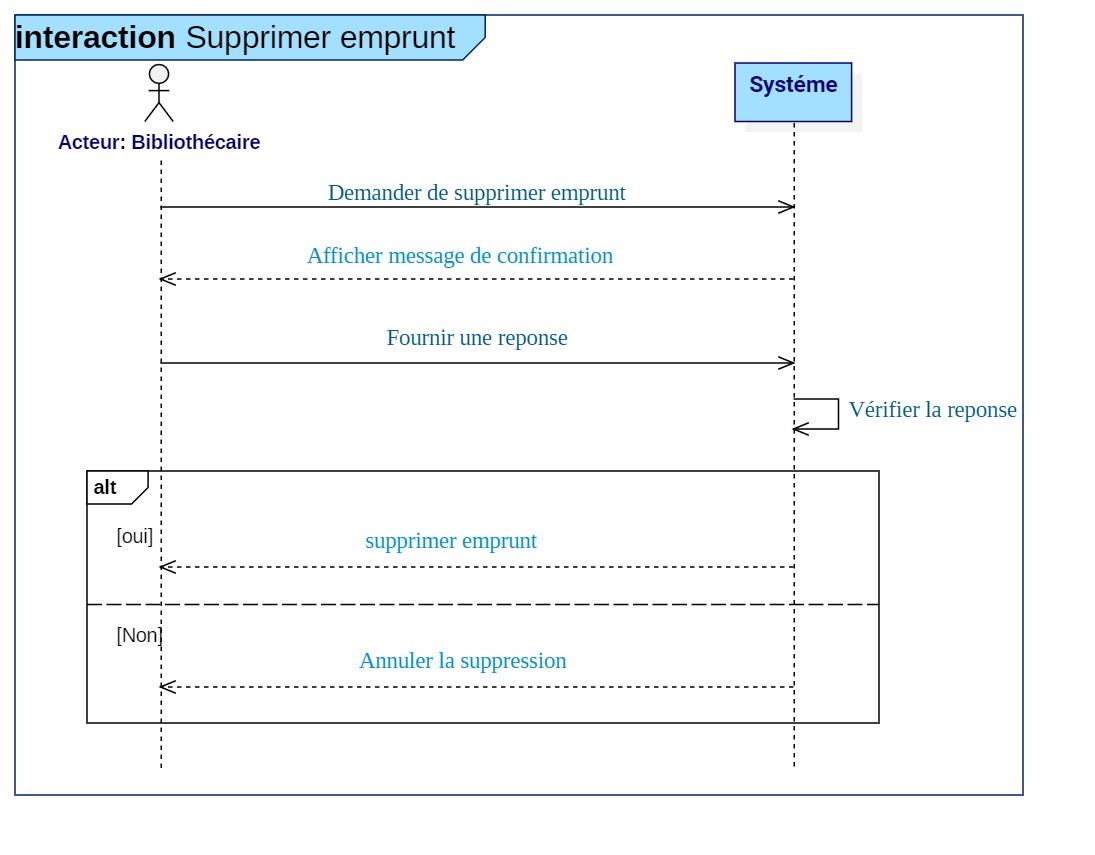 interaction Supprimer emprunt
Systéme
Acteur: Bibliothécaire
Demander de supprimer emprunt
Afficher message de confirmation
Fournir une reponse
Vérifier la reponse
alt
[oui]
supprimer emprunt
[Non]
Annuler la suppression